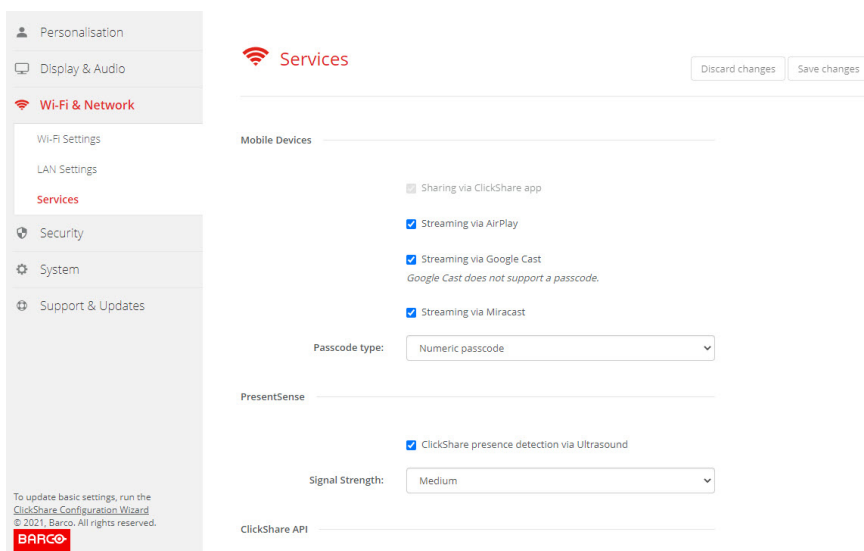 Personalisation
Display & Audio
Wi-Fi & Network
Wi-Fi Settings
LAN Settings
Services
Security
System
Support & Updates
To update basic settings, run the
ClickShare Configuration Wizard
© 2021, Barco. All rights reserved.
BARCO
Services
Discard changes
Save changes
Mobile Devices
Sharing via ClickShare app
Streaming via AirPlay
Streaming via Google Cast
Google Cast does not support a passcode.
Streaming via Miracast
Passcode type: Numeric passcode
PresentSense
ClickShare presence detection via Ultrasound
Signal Strength: Medium
ClickShare API